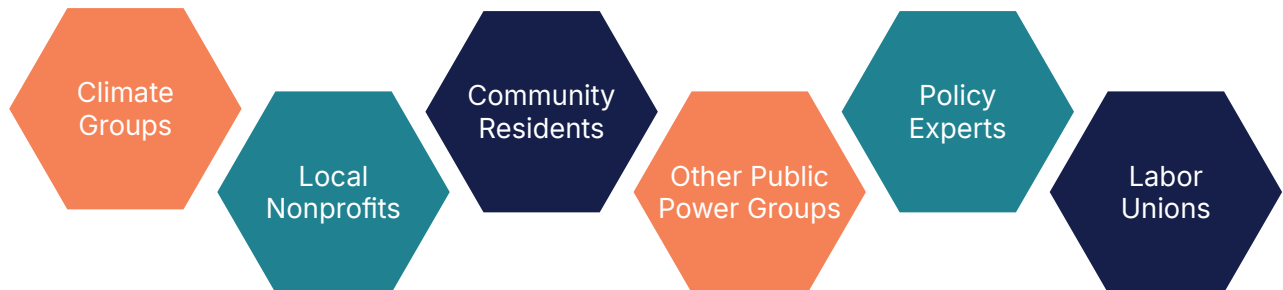 Climate
Groups
Local
Nonprofits
Community
Residents
Other Public
Power Groups
Policy
Experts
Labor
Unions